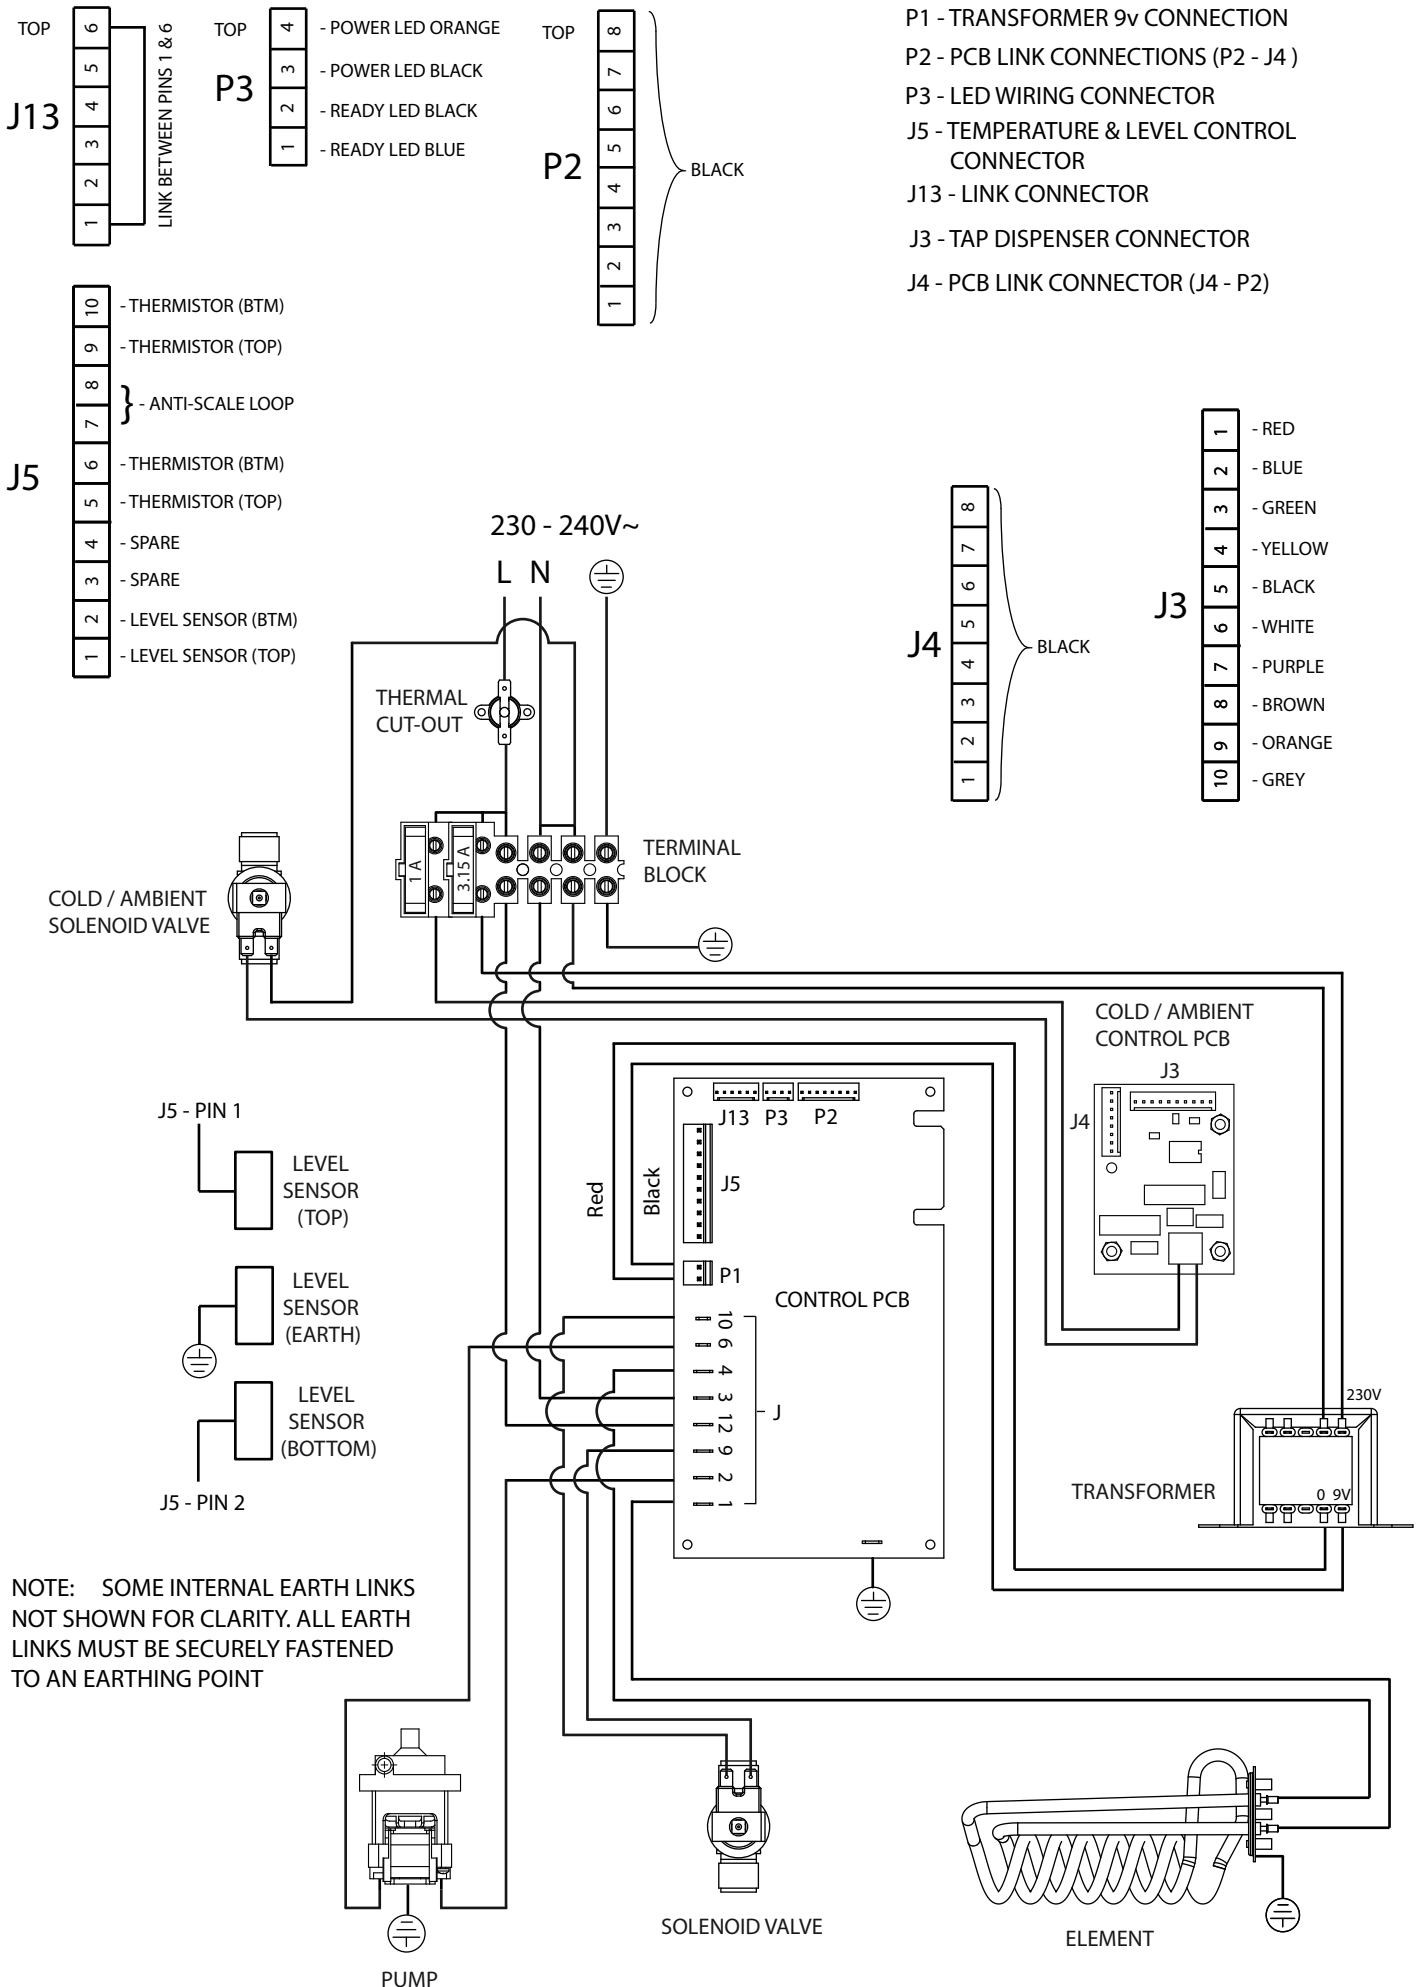 TOP
J13
6
5
4
3
2
1
LINK BETWEEN PINS 1 & 6
TOP
P3
4 - POWER LED ORANGE
3 - POWER LED BLACK
2 - READY LED BLACK
1 - READY LED BLUE
TOP
P2
8
7
6
5
4
3
2
1
BLACK
P1 - TRANSFORMER 9v CONNECTION
P2 - PCB LINK CONNECTIONS (P2 - J4 )
P3 - LED WIRING CONNECTOR
J5 - TEMPERATURE & LEVEL CONTROL
CONNECTOR
J13 - LINK CONNECTOR
J3 - TAP DISPENSER CONNECTOR
J4 - PCB LINK CONNECTOR (J4 - P2)
J5
10 - THERMISTOR (BTM)
9 - THERMISTOR (TOP)
8
7
} - ANTI-SCALE LOOP
6 - THERMISTOR (BTM)
5 - THERMISTOR (TOP)
4 - SPARE
3 - SPARE
2 - LEVEL SENSOR (BTM)
1 - LEVEL SENSOR (TOP)
J4
8
7
6
5
4
3
2
1
BLACK
J3
1 - RED
2 - BLUE
3 - GREEN
4 - YELLOW
5 - BLACK
6 - WHITE
7 - PURPLE
8 - BROWN
9 - ORANGE
10 - GREY
230 - 240V~
L N
THERMAL
CUT-OUT
1 A
3.15 A
TERMINAL
BLOCK
COLD / AMBIENT
SOLENOID VALVE
COLD / AMBIENT
CONTROL PCB
J3
J4
J5 - PIN 1
LEVEL
SENSOR
(TOP)
LEVEL
SENSOR
(EARTH)
LEVEL
SENSOR
(BOTTOM)
J5 - PIN 2
Red
Black
J13 P3 P2
J5
P1
CONTROL PCB
10
6
4
3
12
9
2
1
J
230V
TRANSFORMER
0 9V
NOTE: SOME INTERNAL EARTH LINKS
NOT SHOWN FOR CLARITY. ALL EARTH
LINKS MUST BE SECURELY FASTENED
TO AN EARTHING POINT
PUMP
SOLENOID VALVE
ELEMENT